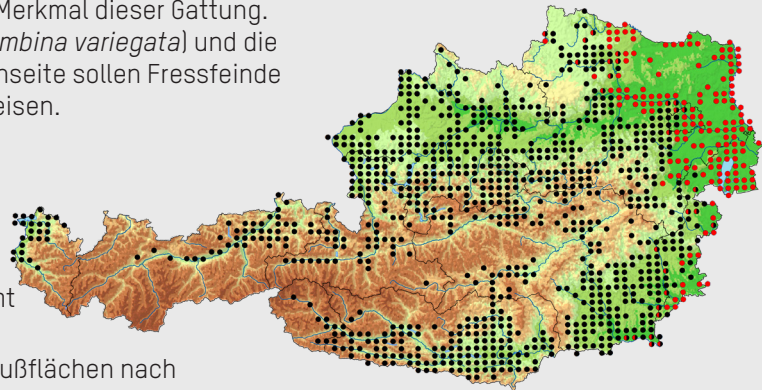 Merkmal dieser Gattung.
mbina variegata) und die
nseite sollen Fressfeinde
eisen.
nt
ußflächen nach